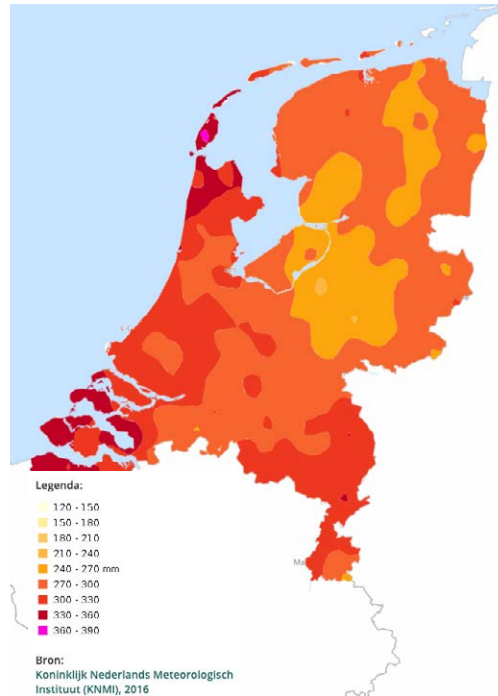 Legenda:
120 - 150
150 - 180
180 - 210
210 - 240
240 - 270 mm
270 - 300
300 - 330
330 - 360
360 - 390
Bron:
Koninklijk Nederlands Meteorologisch
Instituut (KNMI), 2016